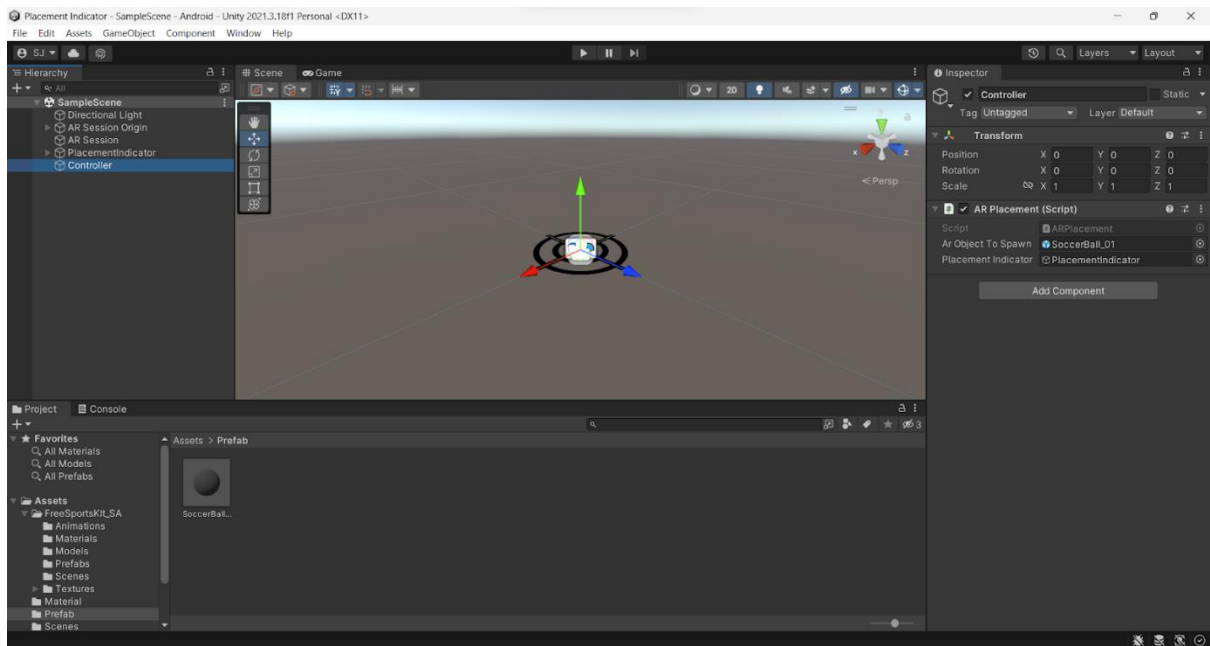 Placement Indicator - SampleScene - Android - Unity 2021.3.18f1 Personal <DX11>
File Edit Assets GameObject Component Window Help
SJ
Layers Layout
Hierarchy
All
SampleScene
Directional Light
AR Session Origin
AR Session
PlacementIndicator
Controller
Scene Game
2D
x z
Persp
Inspector
Controller Static
Tag Untagged Layer Default
Transform
Position X 0 Y 0 Z 0
Rotation X 0 Y 0 Z 0
Scale X 1 Y 1 Z 1
AR Placement (Script)
Script ARPlacement
Ar Object To Spawn SoccerBall_01
Placement Indicator PlacementIndicator
Add Component
Project Console
3
Favorites
All Materials
All Models
All Prefabs
Assets
FreeSportsKit_SA
Animations
Materials
Models
Prefabs
Scenes
Textures
Material
Prefab
Scenes
Assets > Prefab
SoccerBall...